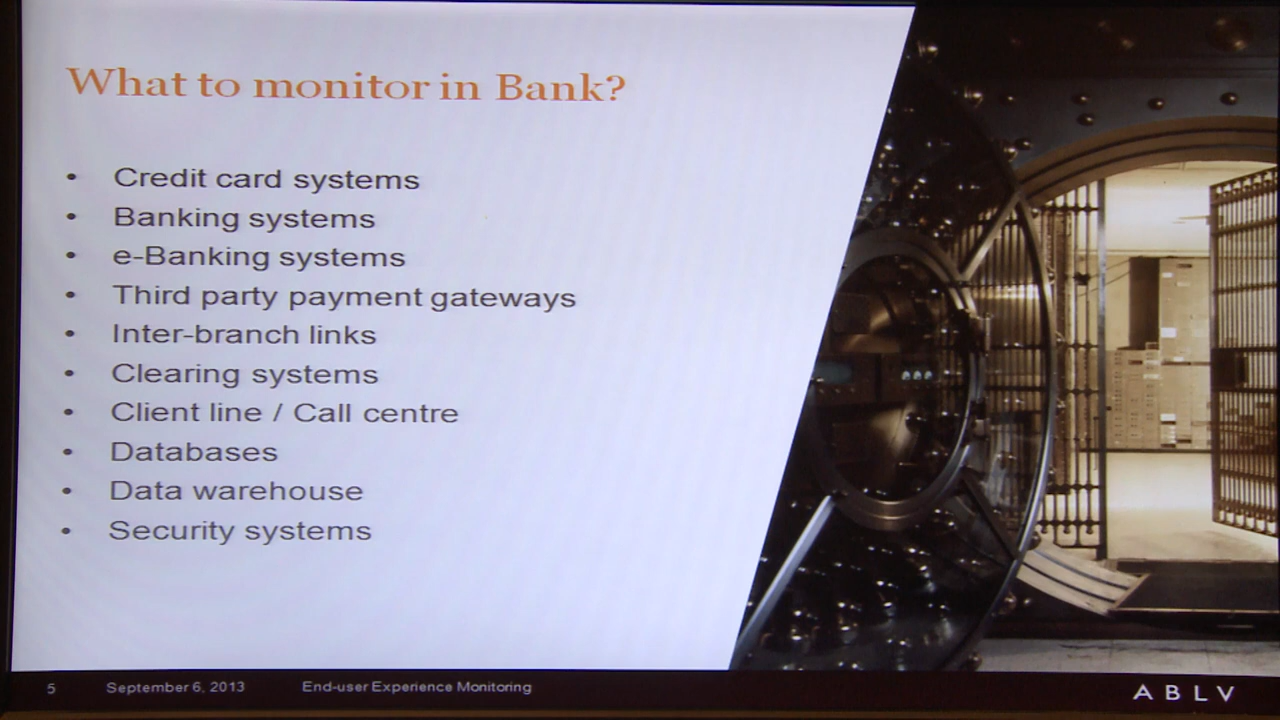 What to monitor in Bank?
• Credit card systems
• Banking systems
• e-Banking systems
• Third party payment gateways
• Inter-branch links
• Clearing systems
• Client line / Call centre
• Databases
• Data warehouse
• Security systems
5 September 6, 2013 End-user Experience Monitoring
ABLV